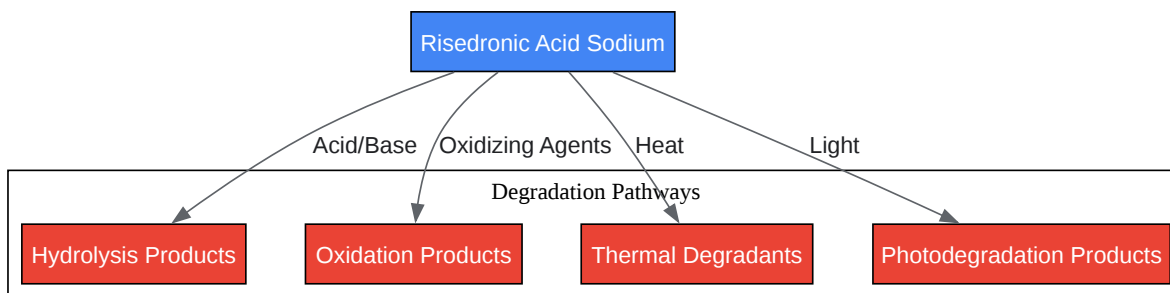 Risedronic Acid Sodium
Acid/Base
Oxidizing Agents
Heat
Light
Degradation Pathways
Hydrolysis Products
Oxidation Products
Thermal Degradants
Photodegradation Products